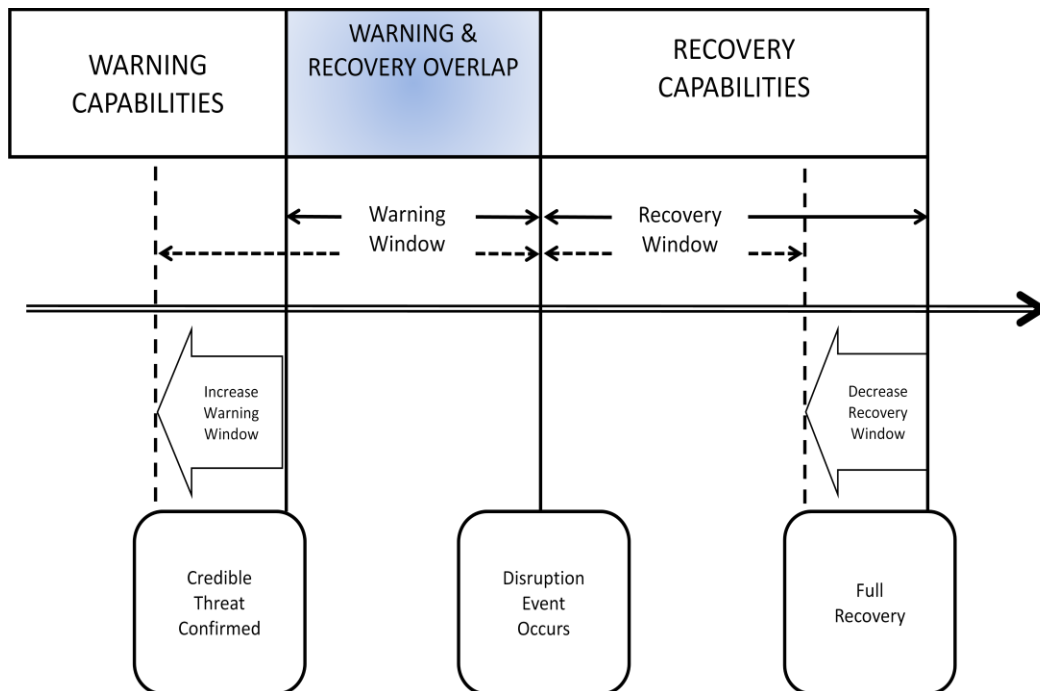 WARNING
CAPABILITIES
WARNING &
RECOVERY OVERLAP
RECOVERY
CAPABILITIES
Warning
Window
Recovery
Window
Increase
Warning
Window
Decrease
Recovery
Window
Credible
Threat
Confirmed
Disruption
Event
Occurs
Full
Recovery